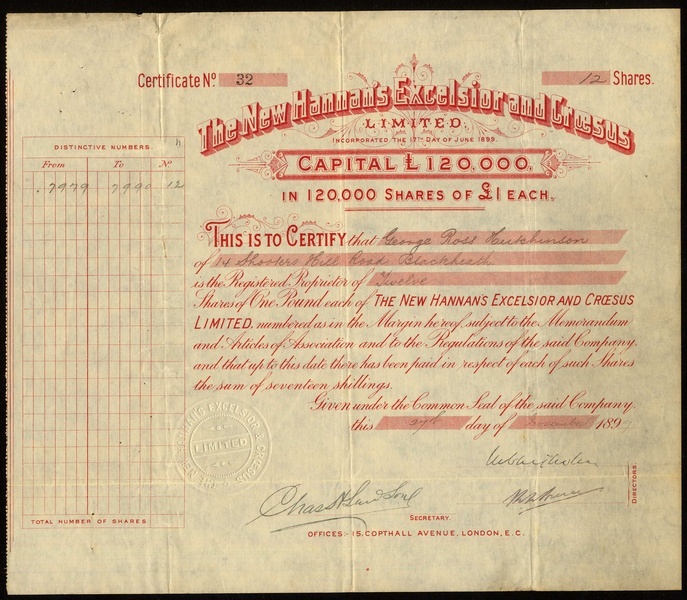 Certificate No. 32
12 Shares.
The New Hannan's Excelsior and Crœsus
LIMITED.
INCORPORATED THE 17TH DAY OF JUNE 1899.
CAPITAL £120,000,
IN 120,000 SHARES OF £1 EACH.
DISTINCTIVE NUMBERS.
From To No.
7979 7990 12
THIS IS TO CERTIFY that George Ross Hutchinson
of 14 Shooters Hill Road Blackheath
is the Registered Proprietor of Twelve
Shares of One Pound each of THE NEW HANNAN'S EXCELSIOR AND CRŒSUS
LIMITED, numbered as in the Margin hereof, subject to the Memorandum
and Articles of Association and to the Regulations of the said Company,
and that up to this date there has been paid in respect of each of such Shares
the sum of seventeen shillings.
Given under the Common Seal of the said Company,
this day of 189
NEW HANNANS EXCELSIOR & CRŒSUS
LIMITED
DIRECTORS.
SECRETARY.
TOTAL NUMBER OF SHARES
OFFICES:- 15, COPTHALL AVENUE, LONDON, E.C.